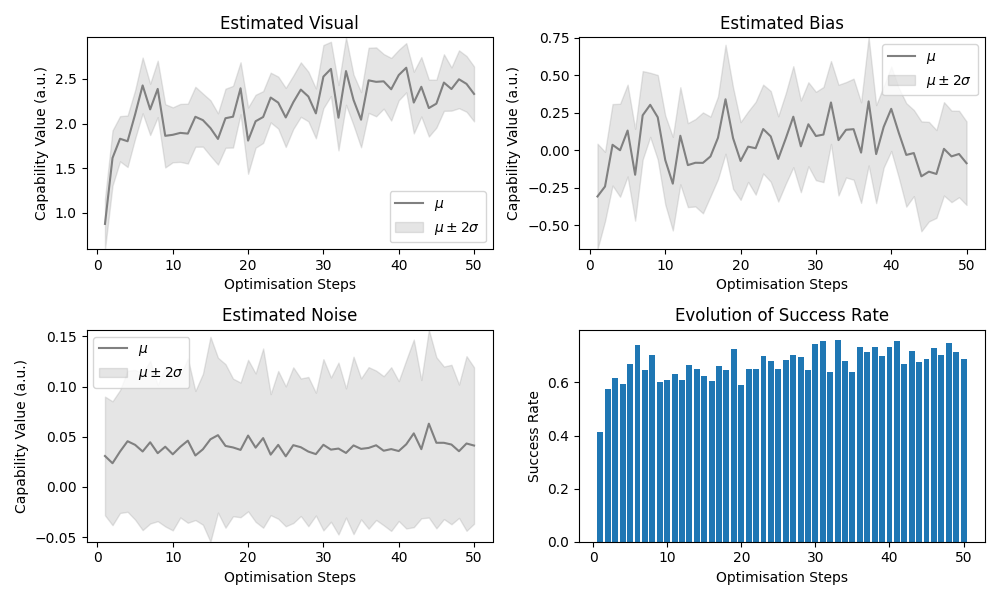 Estimated Visual
Capability Value (a.u.)
2.5
2.0
1.5
1.0
μ
μ ± 2σ
0 10 20 30 40 50
Optimisation Steps
Estimated Bias
Capability Value (a.u.)
0.75
0.50
0.25
0.00
−0.25
−0.50
μ
μ ± 2σ
0 10 20 30 40 50
Optimisation Steps
Estimated Noise
Capability Value (a.u.)
0.15
0.10
0.05
0.00
−0.05
μ
μ ± 2σ
0 10 20 30 40 50
Optimisation Steps
Evolution of Success Rate
Success Rate
0.6
0.4
0.2
0.0
0 10 20 30 40 50
Optimisation Steps